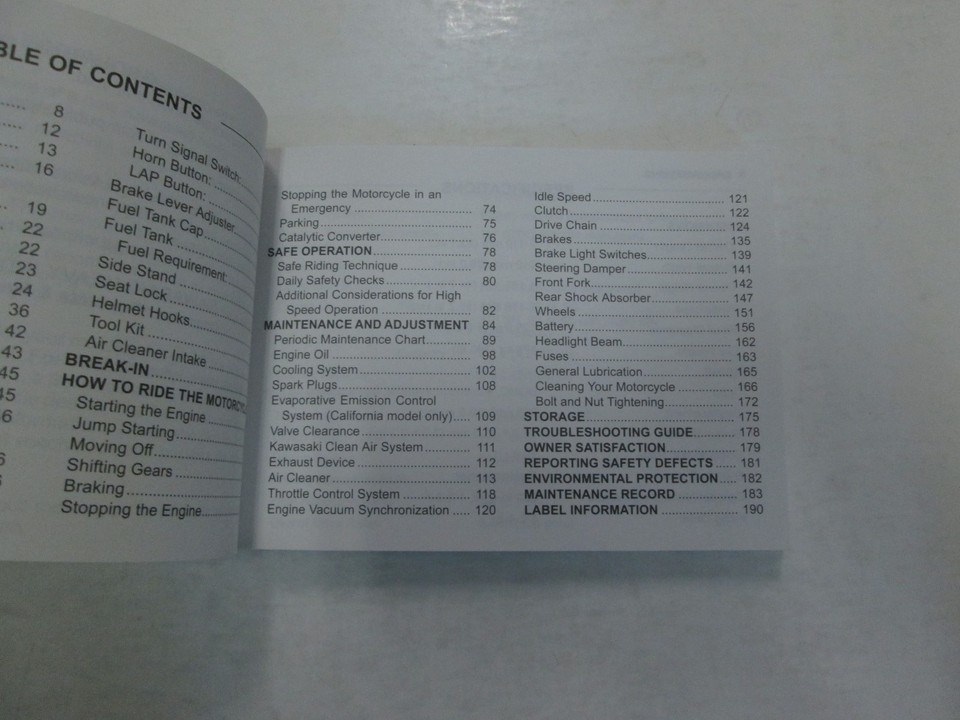 BLE OF CONTENTS
8
12
13
16
19
22
22
23
24
36
42
43
45
45
6
6
Turn Signal Switch:
Horn Button:
LAP Button:
Brake Lever Adjuster
Fuel Tank Cap
Fuel Tank
Fuel Requirement:
Side Stand
Seat Lock
Helmet Hooks
Tool Kit
Air Cleaner Intake
BREAK-IN
HOW TO RIDE THE MOTORCYC
Starting the Engine
Jump Starting
Moving Off
Shifting Gears
Braking
Stopping the Engine
Stopping the Motorcycle in an
Emergency ........ 74
Parking ........ 75
Catalytic Converter ........ 76
SAFE OPERATION ........ 78
Safe Riding Technique ........ 78
Daily Safety Checks ........ 80
Additional Considerations for High
Speed Operation ........ 82
MAINTENANCE AND ADJUSTMENT 84
Periodic Maintenance Chart ........ 89
Engine Oil ........ 98
Cooling System ........ 102
Spark Plugs ........ 108
Evaporative Emission Control
System (California model only) ..... 109
Valve Clearance ........ 110
Kawasaki Clean Air System ........ 111
Exhaust Device ........ 112
Air Cleaner ........ 113
Throttle Control System ........ 118
Engine Vacuum Synchronization ..... 120
Idle Speed ........ 121
Clutch ........ 122
Drive Chain ........ 124
Brakes ........ 135
Brake Light Switches ........ 139
Steering Damper ........ 141
Front Fork ........ 142
Rear Shock Absorber ........ 147
Wheels ........ 151
Battery ........ 156
Headlight Beam ........ 162
Fuses ........ 163
General Lubrication ........ 165
Cleaning Your Motorcycle ........ 166
Bolt and Nut Tightening ........ 172
STORAGE ........ 175
TROUBLESHOOTING GUIDE ........ 178
OWNER SATISFACTION ........ 179
REPORTING SAFETY DEFECTS ...... 181
ENVIRONMENTAL PROTECTION ..... 182
MAINTENANCE RECORD ........ 183
LABEL INFORMATION ........ 190